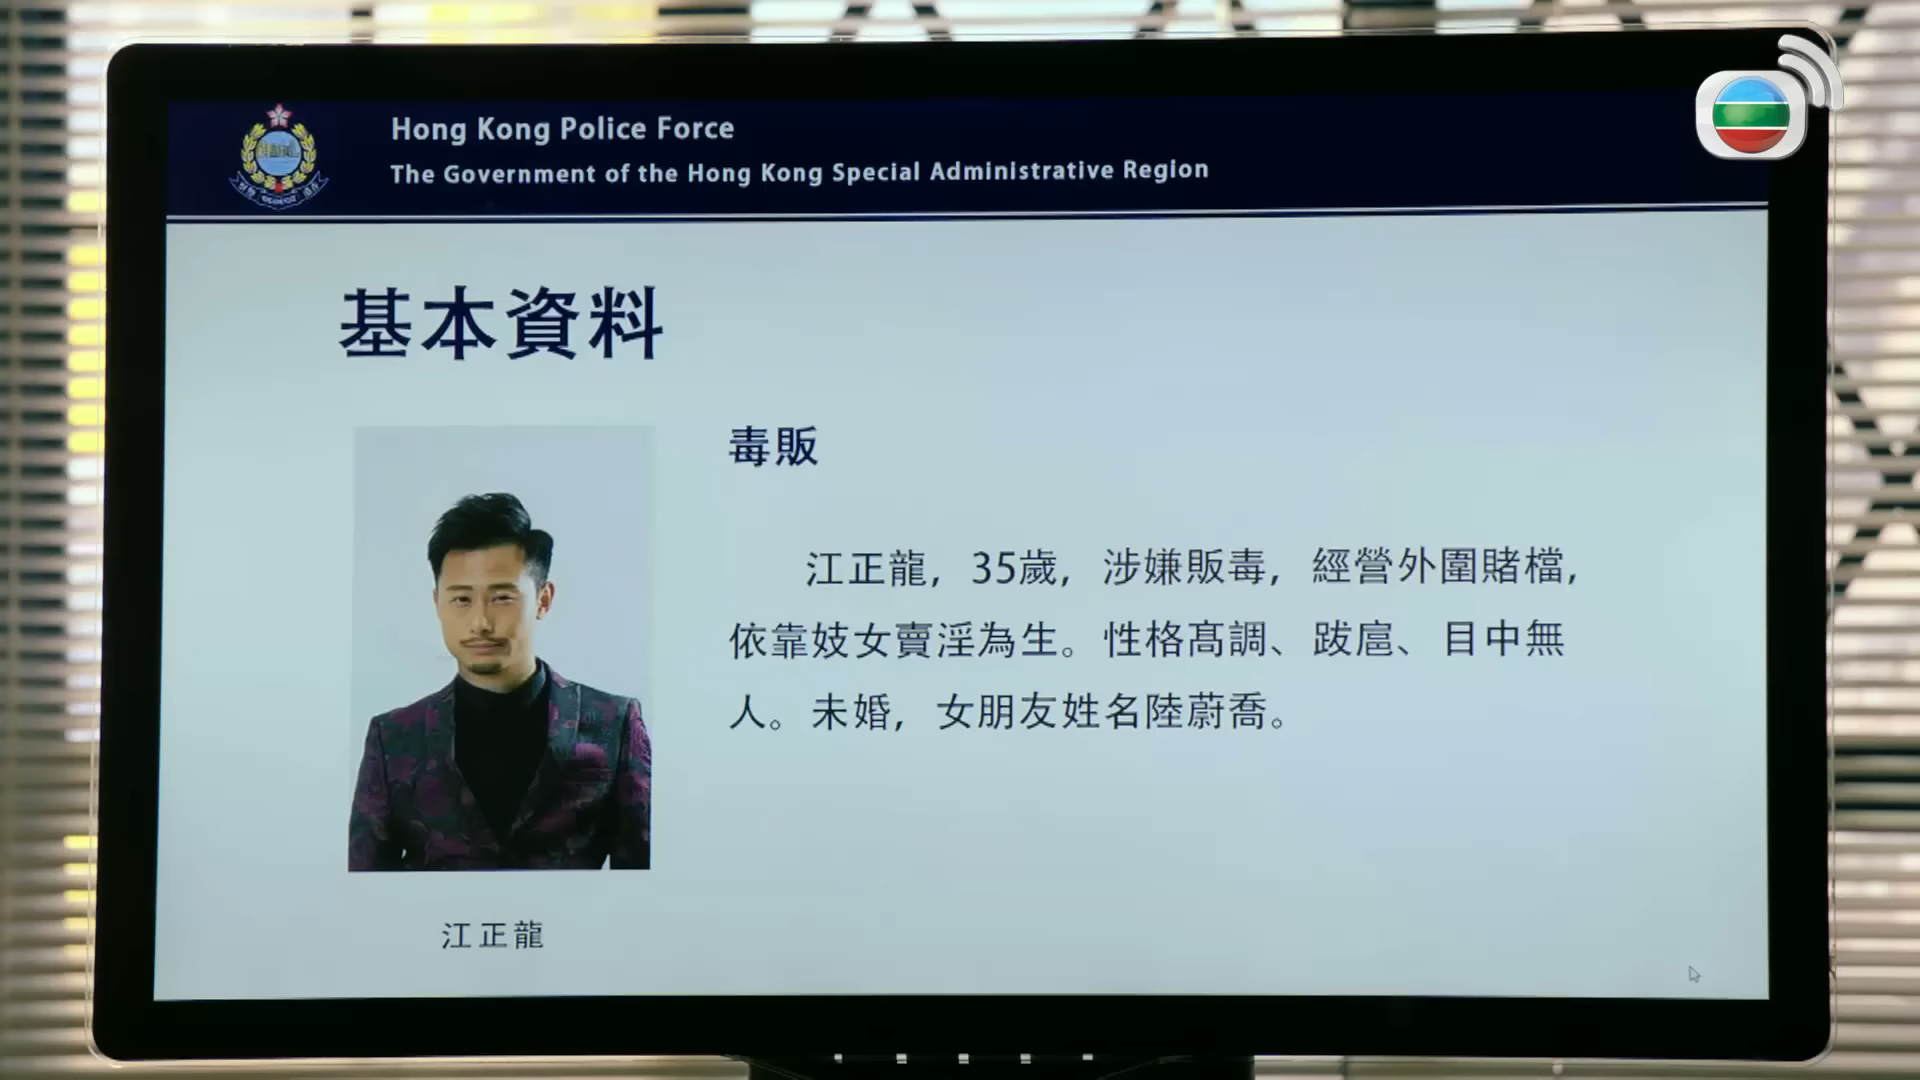 Hong Kong Police Force
The Government of the Hong Kong Special Administrative Region
基本資料
毒販
江正龍，35歲，涉嫌販毒，經營外圍賭檔，
依靠妓女賣淫為生。性格高調、跋扈、目中無
人。未婚，女朋友姓名陸蔚喬。
江正龍